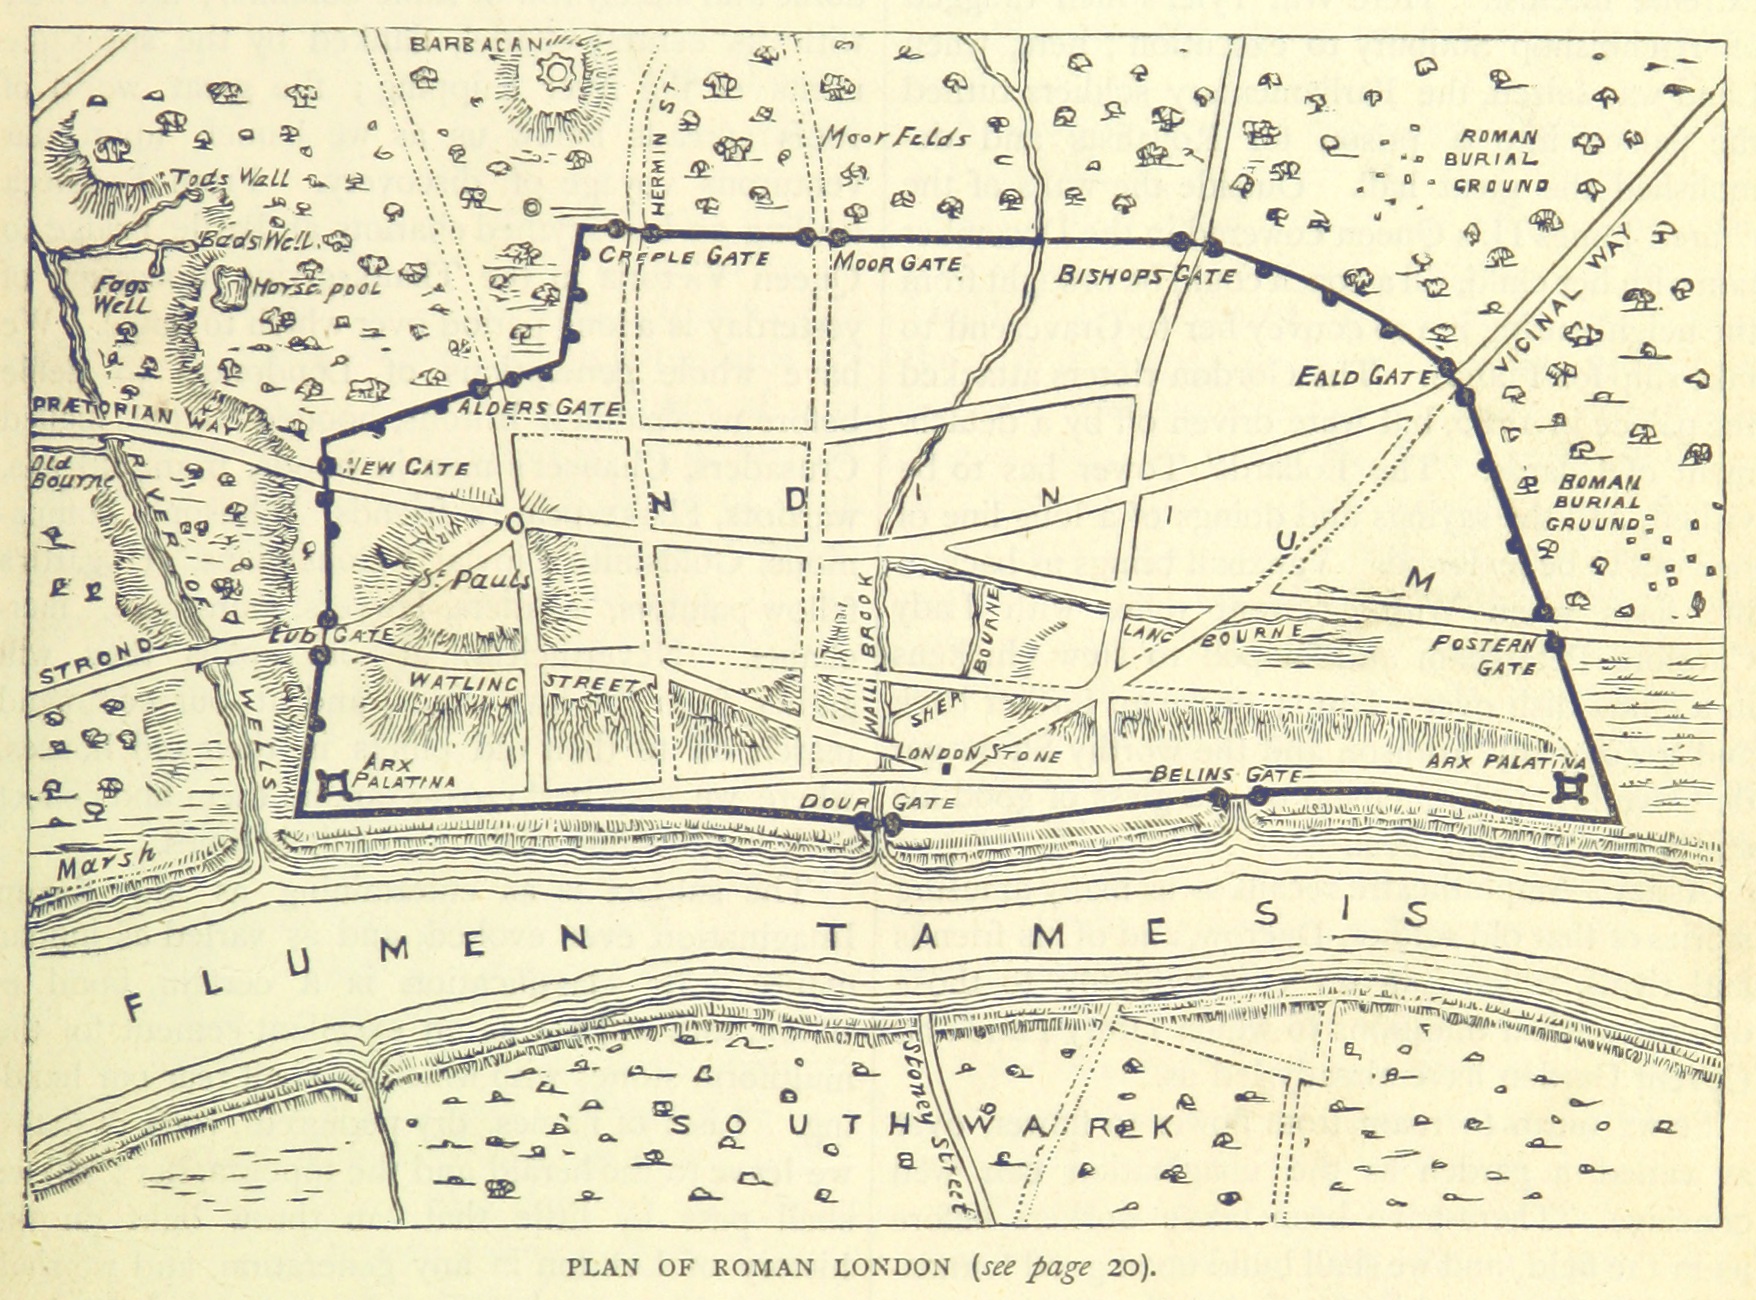 BARBACAN
HERMIN ST
Moor Felds
ROMAN
BURIAL
GROUND
Tods Wall
Bads Well
Fags
Well
Horse pool
CREPLE GATE
MOOR GATE
BISHOPS GATE
VICINAL WAY
EALD GATE
PRÆTORIAN WAY
ALDERS GATE
NEW GATE
Old
Bourne
RIVER OF WELLS
LONDINIUM
ROMAN
BURIAL
GROUND
St Pauls
Lud GATE
STROND
WALL BROOK
SHER BOURNE
LANG BOURNE
POSTERN
GATE
WATLING STREET
LONDON STONE
ARX
PALATINA
BELINS GATE
ARX PALATINA
DOUR GATE
Marsh
FLUMEN TAMESIS
Stoney Street
SOUTHWARK
PLAN OF ROMAN LONDON (see page 20).